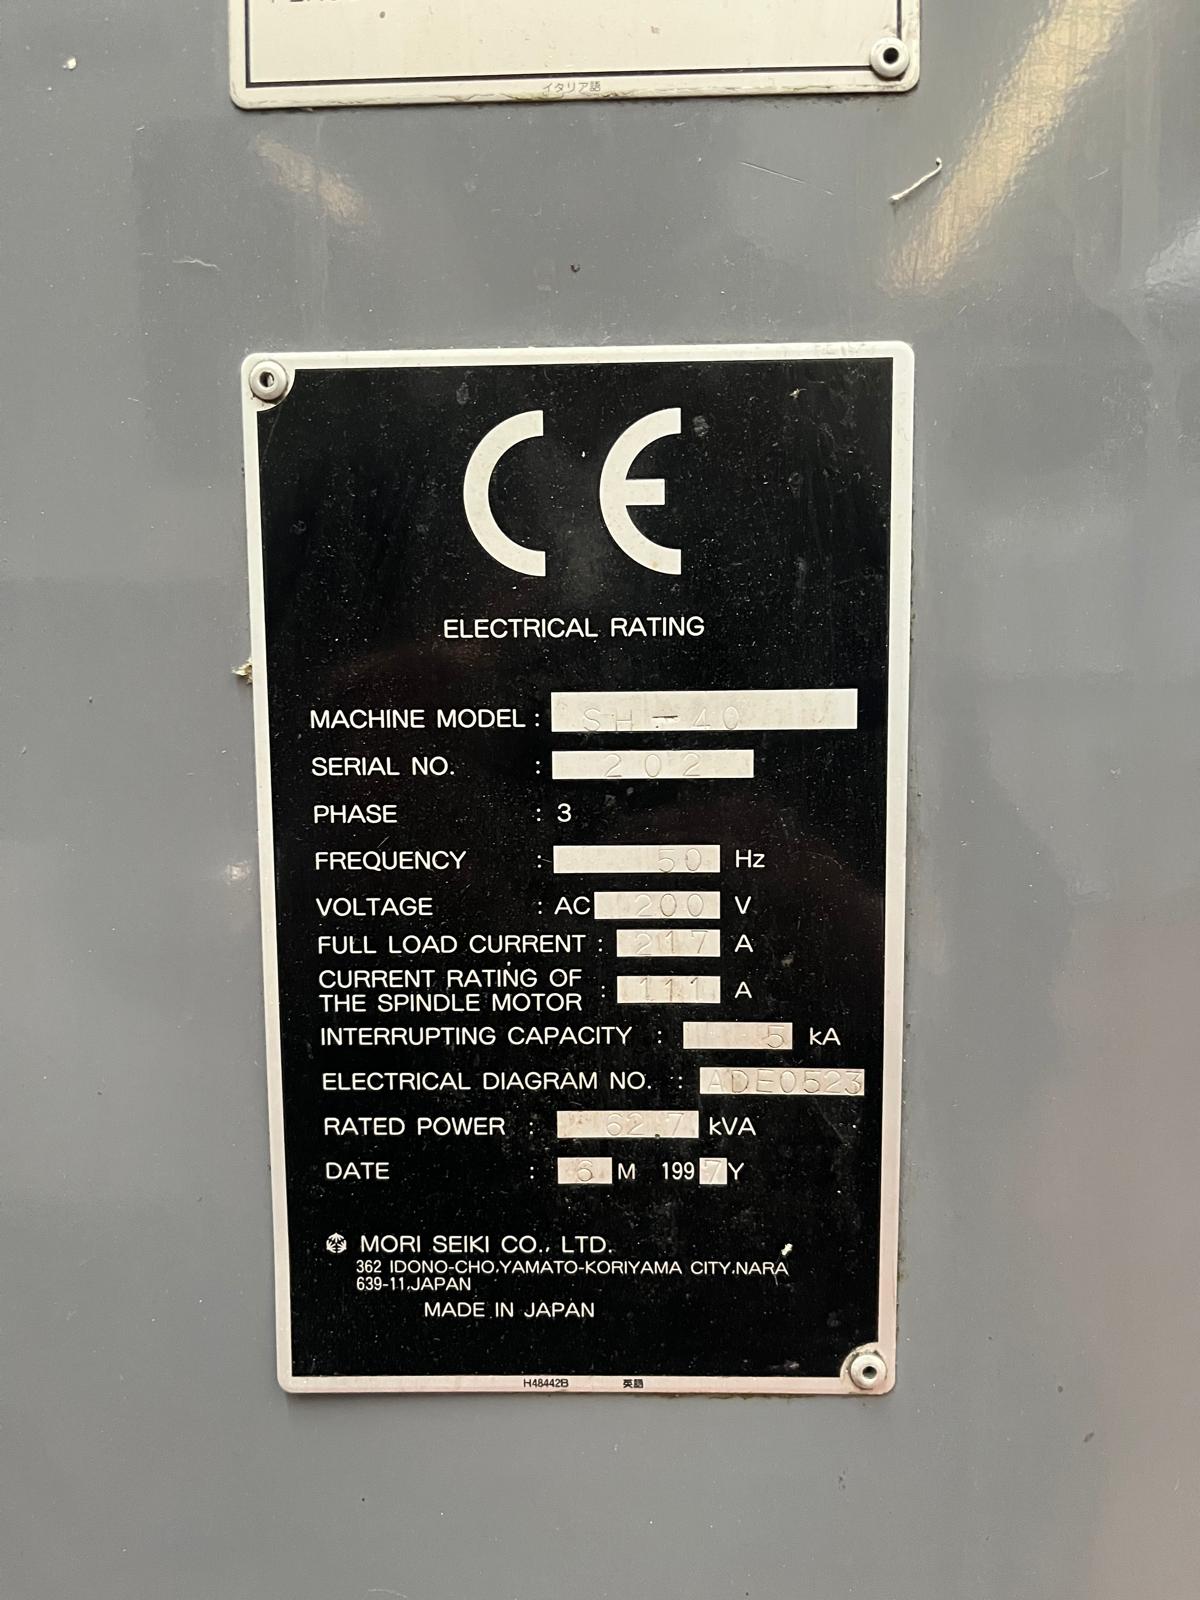 イタリア語
CE
ELECTRICAL RATING
MACHINE MODEL : SH-40
SERIAL NO. : 202
PHASE : 3
FREQUENCY : 50 Hz
VOLTAGE : AC 200 V
FULL LOAD CURRENT : 217 A
CURRENT RATING OF
THE SPINDLE MOTOR : 111 A
INTERRUPTING CAPACITY : 5 kA
ELECTRICAL DIAGRAM NO. : ADE0523
RATED POWER : 62.7 kVA
DATE : 6 M 1997 Y
MORI SEIKI CO., LTD.
362 IDONO-CHO,YAMATO-KORIYAMA CITY,NARA
639-11,JAPAN
MADE IN JAPAN
H48442B 英語